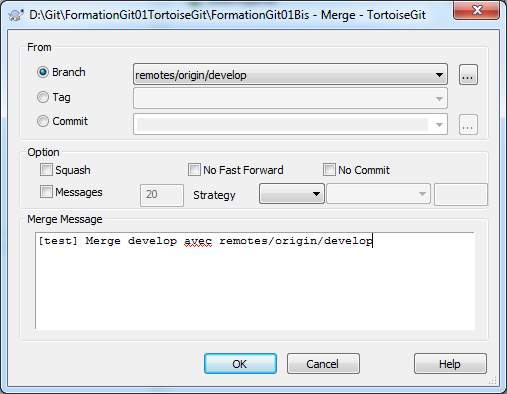 D:\Git\FormationGit01TortoiseGit\FormationGit01Bis - Merge - TortoiseGit
From
Branch
remotes/origin/develop
...
Tag
Commit
...
Option
Squash
No Fast Forward
No Commit
Messages
20
Strategy
Merge Message
[test] Merge develop avec remotes/origin/develop
OK
Cancel
Help